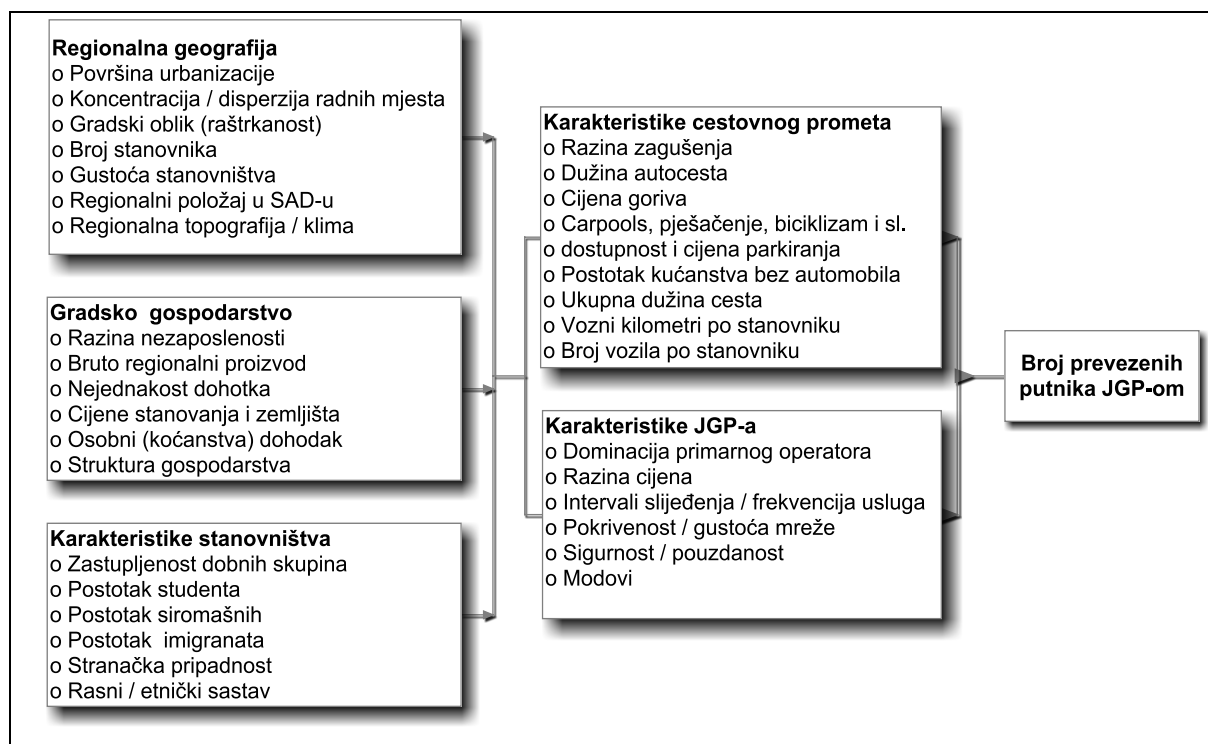 Regionalna geografija
o Površina urbanizacije
o Koncentracija / disperzija radnih mjesta
o Gradski oblik (raštrkanost)
o Broj stanovnika
o Gustoća stanovništva
o Regionalni položaj u SAD-u
o Regionalna topografija / klima
Gradsko  gospodarstvo
o Razina nezaposlenosti
o Bruto regionalni proizvod
o Nejednakost dohotka
o Cijene stanovanja i zemljišta
o Osobni (koćanstva) dohodak
o Struktura gospodarstva
Karakteristike stanovništva
o Zastupljenost dobnih skupina
o Postotak studenta
o Postotak siromašnih
o Postotak  imigranata
o Stranačka pripadnost
o Rasni / etnički sastav
Karakteristike cestovnog prometa
o Razina zagušenja
o Dužina autocesta
o Cijena goriva
o Carpools, pješačenje, biciklizam i sl.
o dostupnost i cijena parkiranja
o Postotak kućanstva bez automobila
o Ukupna dužina cesta
o Vozni kilometri po stanovniku
o Broj vozila po stanovniku
Karakteristike JGP-a
o Dominacija primarnog operatora
o Razina cijena
o Intervali slijeđenja / frekvencija usluga
o Pokrivenost / gustoća mreže
o Sigurnost / pouzdanost
o Modovi
Broj prevezenih
putnika JGP-om